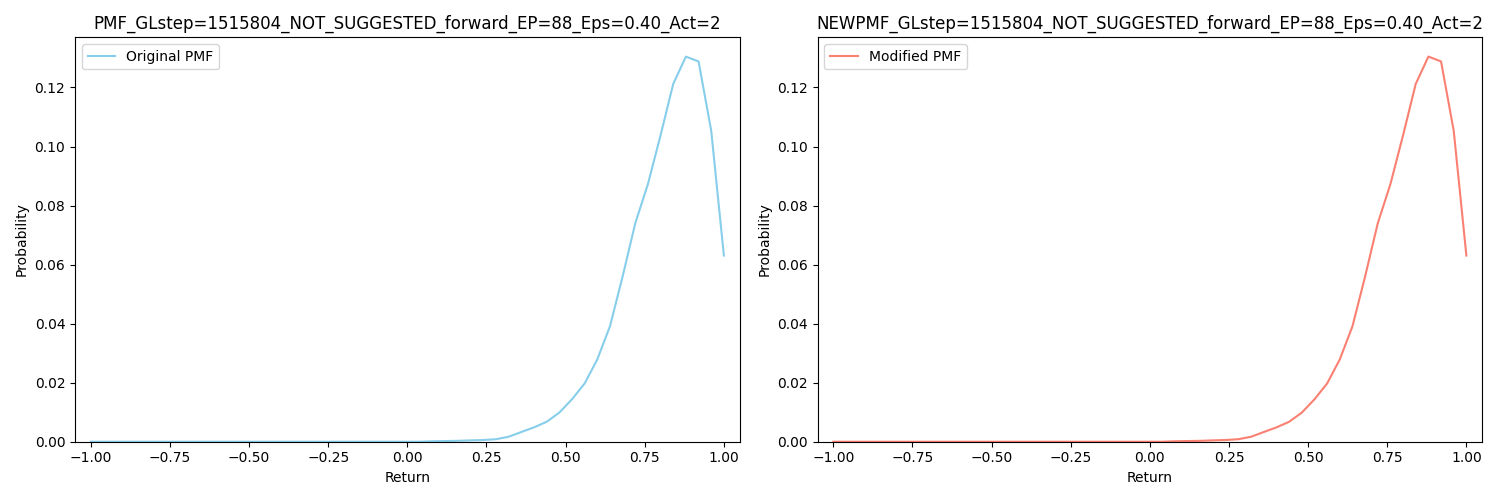 PMF_GLstep=1515804_NOT_SUGGESTED_forward_EP=88_Eps=0.40_Act=2
Original PMF
Probability
0.12
0.10
0.08
0.06
0.04
0.02
0.00
−1.00 −0.75 −0.50 −0.25 0.00 0.25 0.50 0.75 1.00
Return
NEWPMF_GLstep=1515804_NOT_SUGGESTED_forward_EP=88_Eps=0.40_Act=2
Modified PMF
Probability
0.12
0.10
0.08
0.06
0.04
0.02
0.00
−1.00 −0.75 −0.50 −0.25 0.00 0.25 0.50 0.75 1.00
Return